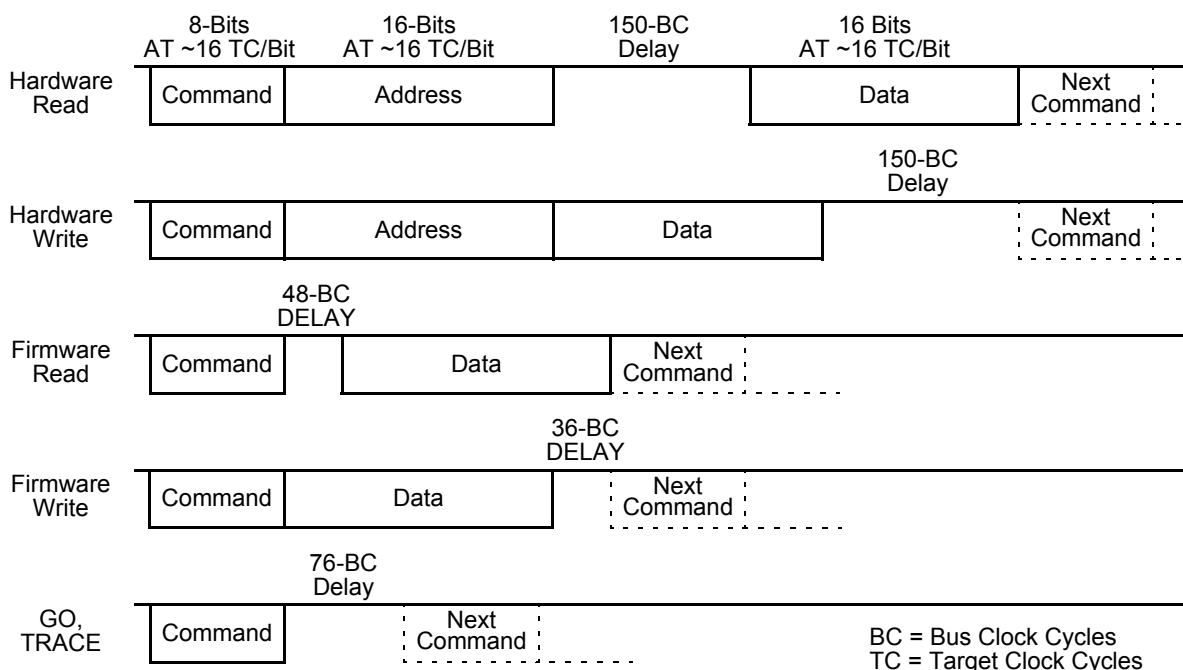 8-Bits
AT ~16 TC/Bit
16-Bits
AT ~16 TC/Bit
150-BC
Delay
16 Bits
AT ~16 TC/Bit
Hardware
Read
Command
Address
Data
Next
Command
150-BC
Delay
Hardware
Write
Command
Address
Data
Next
Command
48-BC
DELAY
Firmware
Read
Command
Data
Next
Command
36-BC
DELAY
Firmware
Write
Command
Data
Next
Command
76-BC
Delay
GO,
TRACE
Command
Next
Command
BC = Bus Clock Cycles
TC = Target Clock Cycles